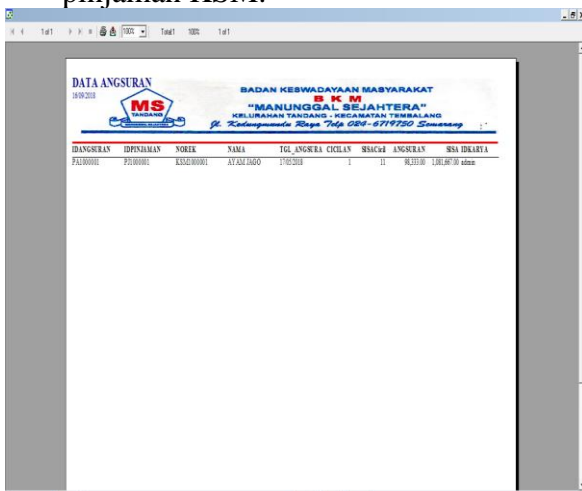 pinjaman KSM.
1 of 1 100% Total:1 100% 1 of 1
DATA ANGSURAN
16/09/2018
MS
TANDANG
BADAN KESWADAYAAN MASYARAKAT
B K M
"MANUNGGAL SEJAHTERA"
KELURAHAN TANDANG - KECAMATAN TEMBALANG
Jl. Kedungmundu Raya Telp 024-6719750 Semarang
IDANGSURAN IDPINJAMAN NOREK NAMA TGL_ANGSURA CICILAN SISACicil ANGSURAN SISA IDKARYA
PA1000001 PJ1000001 KSM1000001 AYAM JAGO 17/05/2018 1 11 98,333.00 1,081,667.00 admin